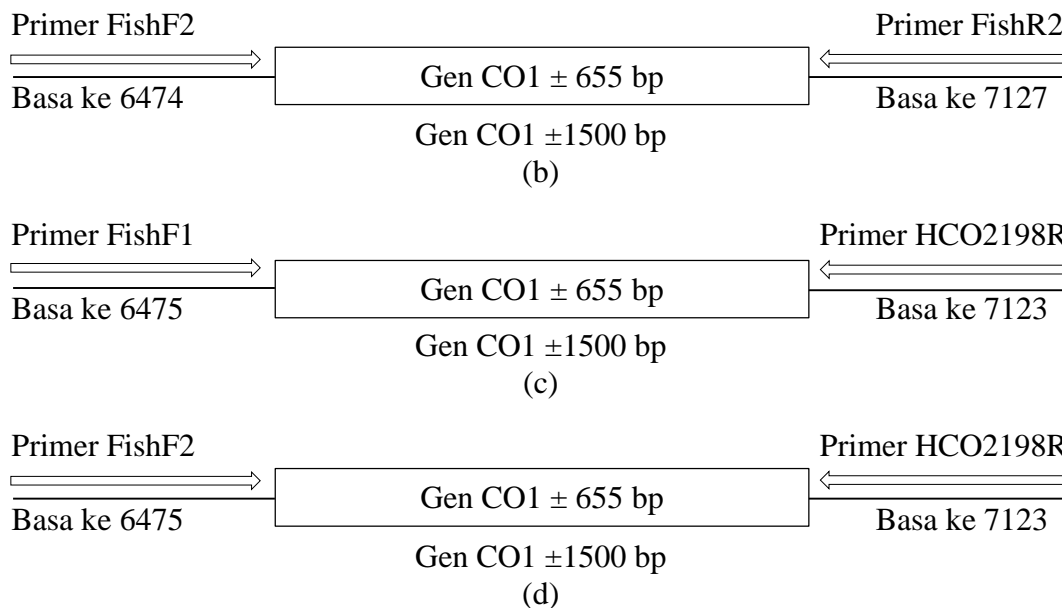 Primer FishF2 Primer FishR2
Gen CO1 ± 655 bp
Basa ke 6474 Basa ke 7127
Gen CO1 ±1500 bp
(b)
Primer FishF1 Primer HCO2198R
Gen CO1 ± 655 bp
Basa ke 6475 Basa ke 7123
Gen CO1 ±1500 bp
(c)
Primer FishF2 Primer HCO2198R
Gen CO1 ± 655 bp
Basa ke 6475 Basa ke 7123
Gen CO1 ±1500 bp
(d)